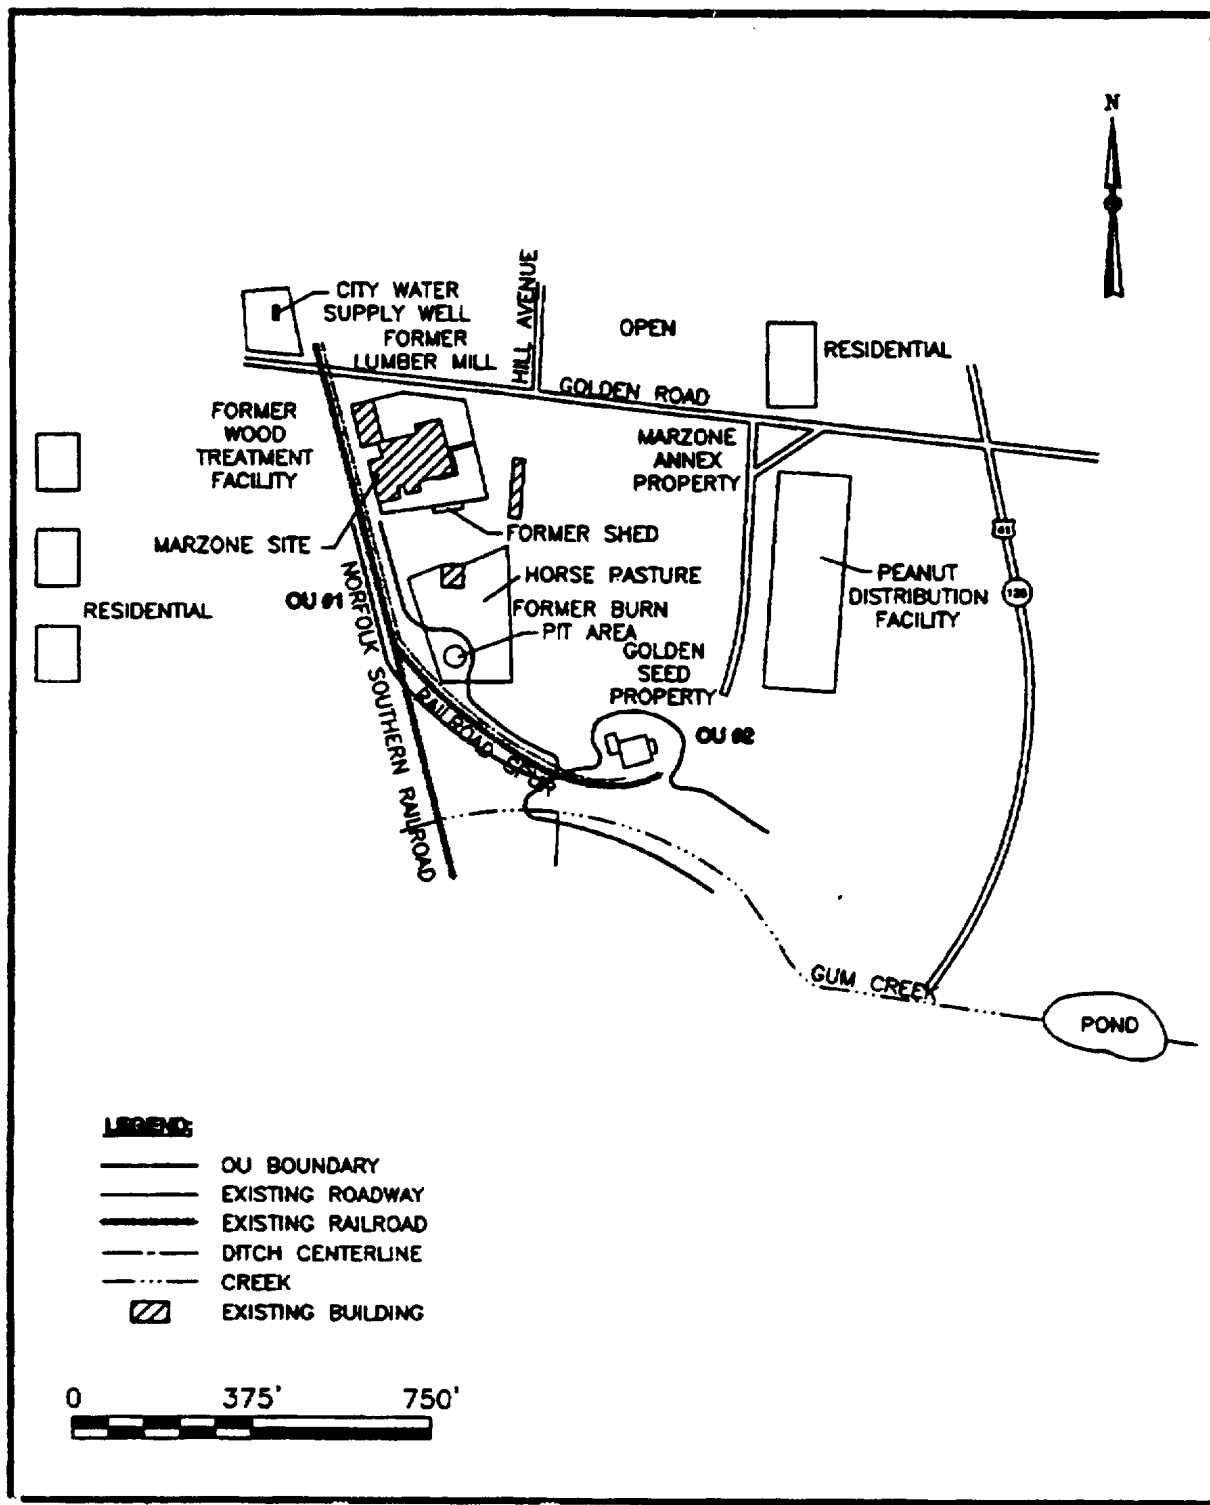 N
HILL AVENUE
CITY WATER
SUPPLY WELL
FORMER
LUMBER MILL
OPEN
RESIDENTIAL
GOLDEN ROAD
FORMER
WOOD
TREATMENT
FACILITY
MARZONE
ANNEX
PROPERTY
41
MARZONE SITE
FORMER SHED
HORSE PASTURE
PEANUT
DISTRIBUTION
FACILITY
OU #1
RESIDENTIAL
FORMER BURN
PIT AREA
GOLDEN
SEED
PROPERTY
NORFOLK SOUTHERN RAILROAD
RAILROAD SPUR
OU #2
GUM CREEK
POND
LEGEND:
OU BOUNDARY
EXISTING ROADWAY
EXISTING RAILROAD
DITCH CENTERLINE
CREEK
EXISTING BUILDING
0 375' 750'